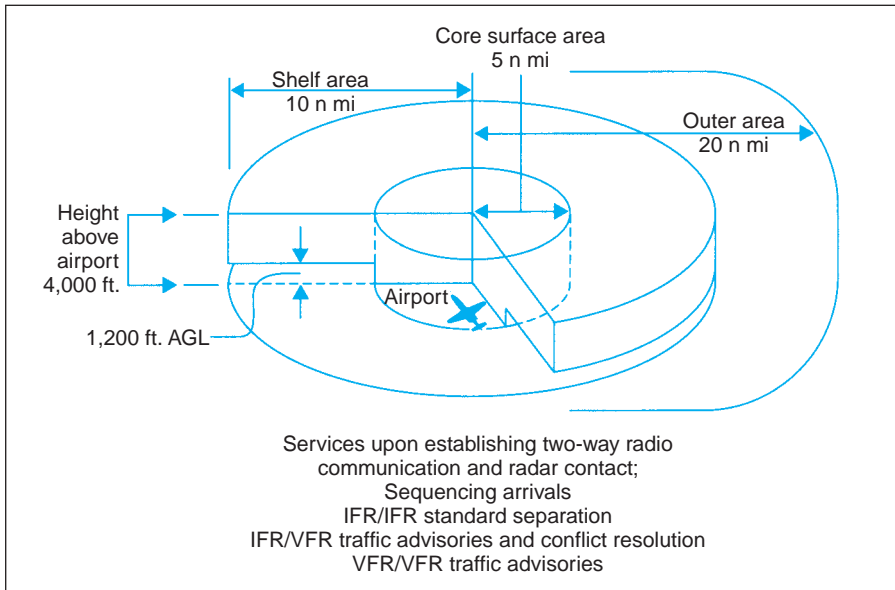 Core surface area
5 n mi
Shelf area
10 n mi
Outer area
20 n mi
Height
above
airport
4,000 ft.
Airport
1,200 ft. AGL
Services upon establishing two-way radio
communication and radar contact;
Sequencing arrivals
IFR/IFR standard separation
IFR/VFR traffic advisories and conflict resolution
VFR/VFR traffic advisories